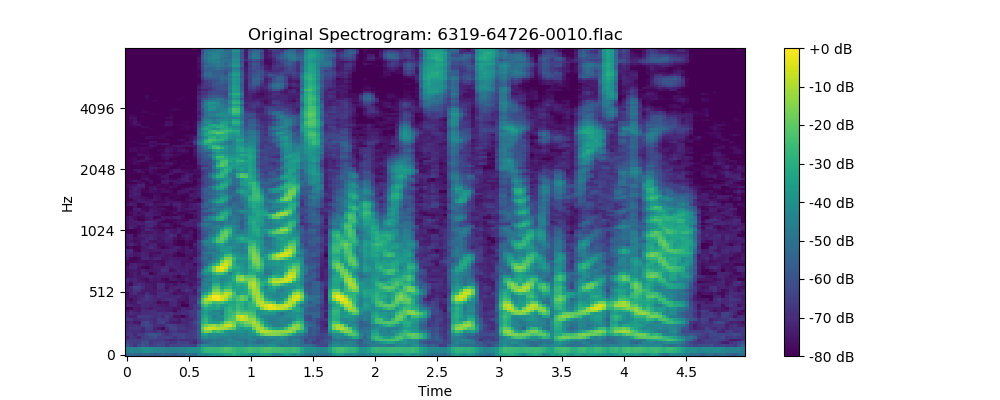 Original Spectrogram: 6319-64726-0010.flac
Hz
4096
2048
1024
512
0
0 0.5 1 1.5 2 2.5 3 3.5 4 4.5
Time
+0 dB
-10 dB
-20 dB
-30 dB
-40 dB
-50 dB
-60 dB
-70 dB
-80 dB